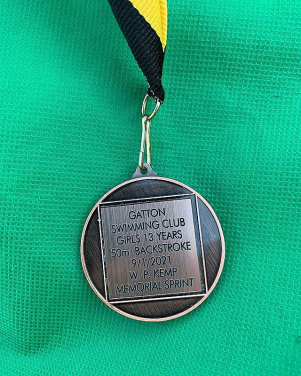 GATTON
SWIMMING CLUB
GIRLS 13 YEARS
50m BACKSTROKE
9/1/2021
W. P. KEMP
MEMORIAL SPRINT